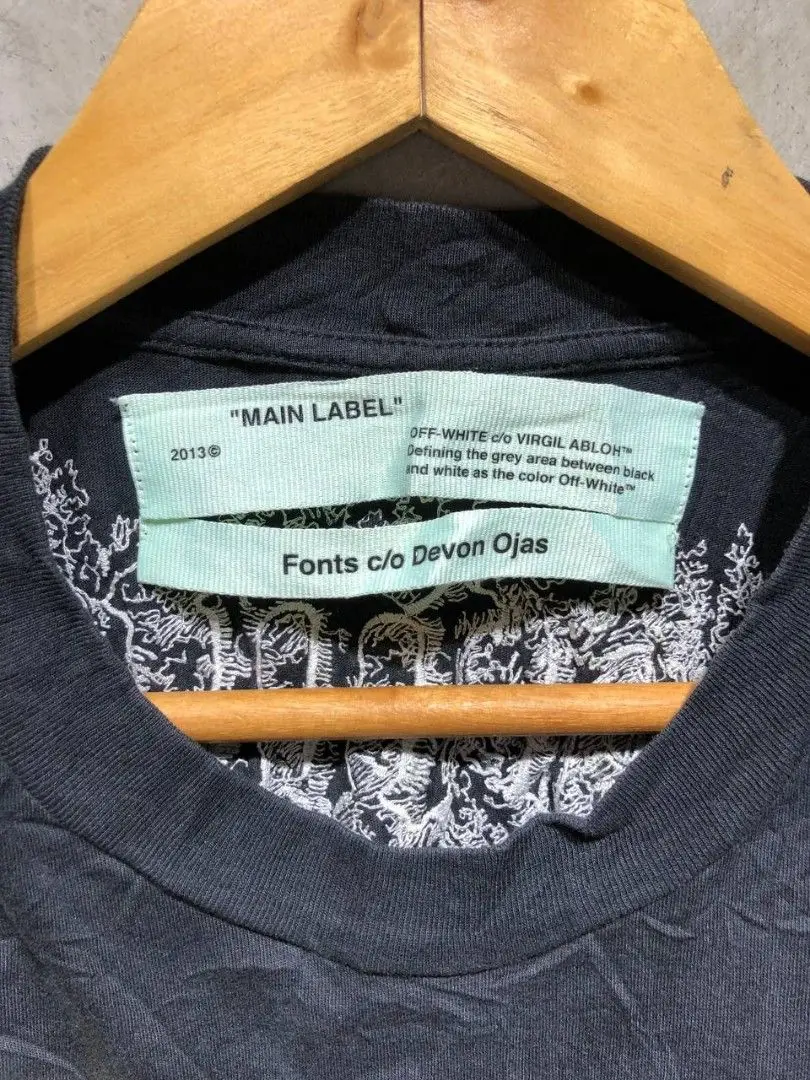 "MAIN LABEL"
2013©
OFF-WHITE c/o VIRGIL ABLOH™
Defining the grey area between black
and white as the color Off-White™
Fonts c/o Devon Ojas